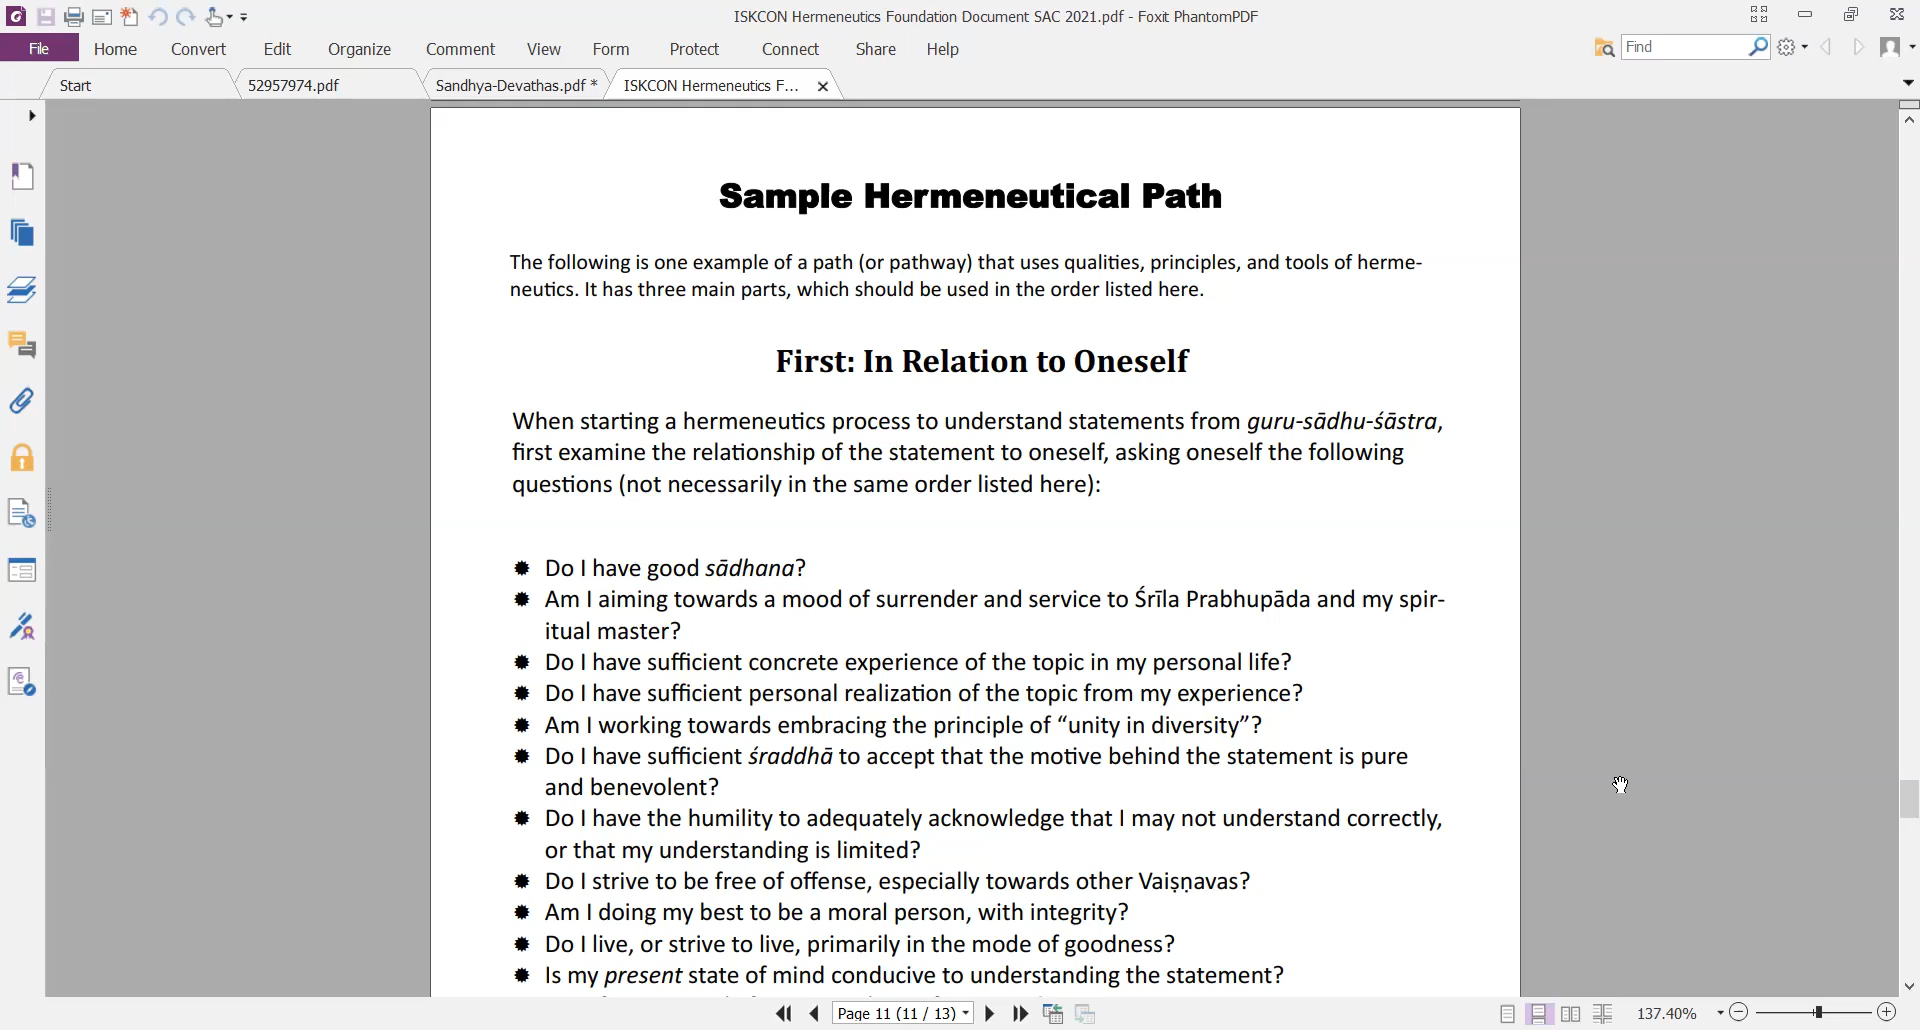 ISKCON Hermeneutics Foundation Document SAC 2021.pdf - Foxit PhantomPDF
File Home Convert Edit Organize Comment View Form Protect Connect Share Help Find
Start 52957974.pdf Sandhya-Devathas.pdf * ISKCON Hermeneutics F...
Sample Hermeneutical Path
The following is one example of a path (or pathway) that uses qualities, principles, and tools of herme-
neutics. It has three main parts, which should be used in the order listed here.
First: In Relation to Oneself
When starting a hermeneutics process to understand statements from guru-sādhu-śāstra,
first examine the relationship of the statement to oneself, asking oneself the following
questions (not necessarily in the same order listed here):
Do I have good sādhana?
Am I aiming towards a mood of surrender and service to Śrīla Prabhupāda and my spir-
itual master?
Do I have sufficient concrete experience of the topic in my personal life?
Do I have sufficient personal realization of the topic from my experience?
Am I working towards embracing the principle of “unity in diversity”?
Do I have sufficient śraddhā to accept that the motive behind the statement is pure
and benevolent?
Do I have the humility to adequately acknowledge that I may not understand correctly,
or that my understanding is limited?
Do I strive to be free of offense, especially towards other Vaiṣṇavas?
Am I doing my best to be a moral person, with integrity?
Do I live, or strive to live, primarily in the mode of goodness?
Is my present state of mind conducive to understanding the statement?
Page 11 (11 / 13) 137.40%